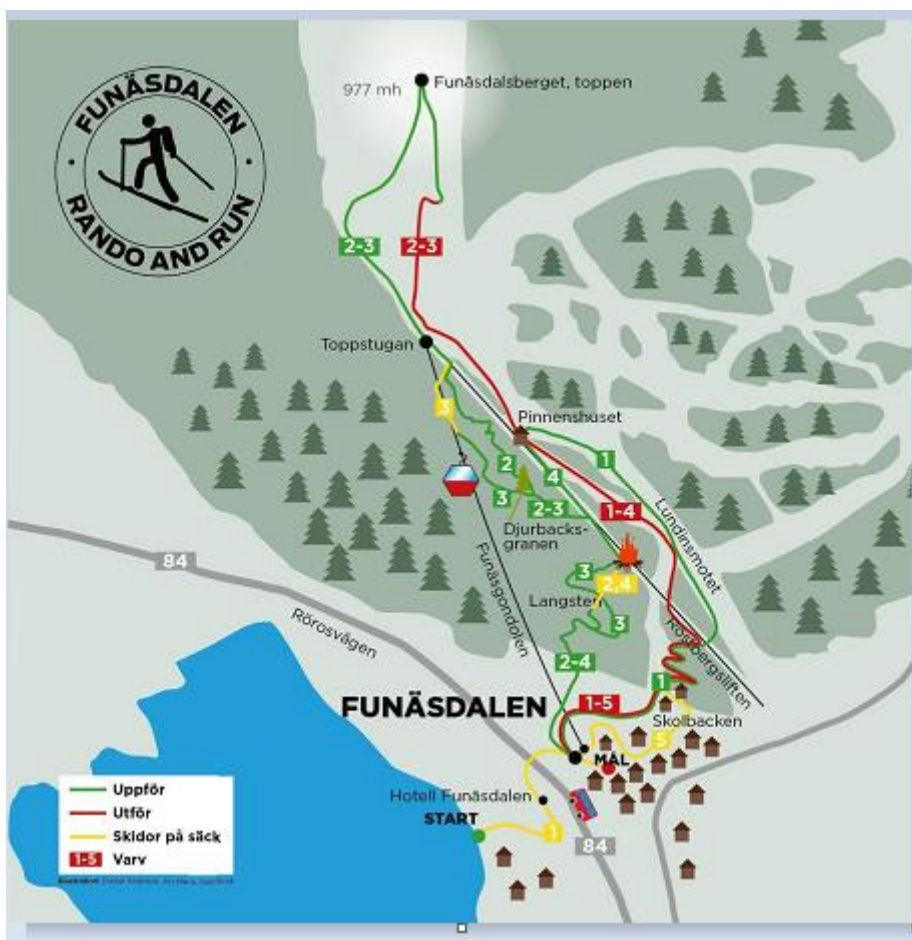 FUNÄSDALEN
RANDO AND RUN
977 mh
Funäsdalsberget, toppen
2-3
2-3
Toppstugan
3
Pinnenshuset
1
2
4
3
2-3
1-4
Djurbacks-
granen
Lundinsmotet
84
Funäsgondolen
3
2,4
Langsten
3
Rörosvägen
2-4
1
1-5
FUNÄSDALEN
Skolbacken
5
MÅL
Hotell Funäsdalen
START
1
84
Uppför
Utför
Skidor på säck
1-5 Varv